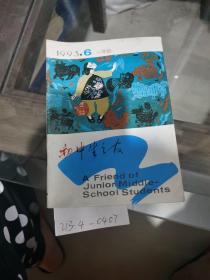 1993.6
初中生之友
A Friend of
Junior Middle-
School Students
213-4-0407